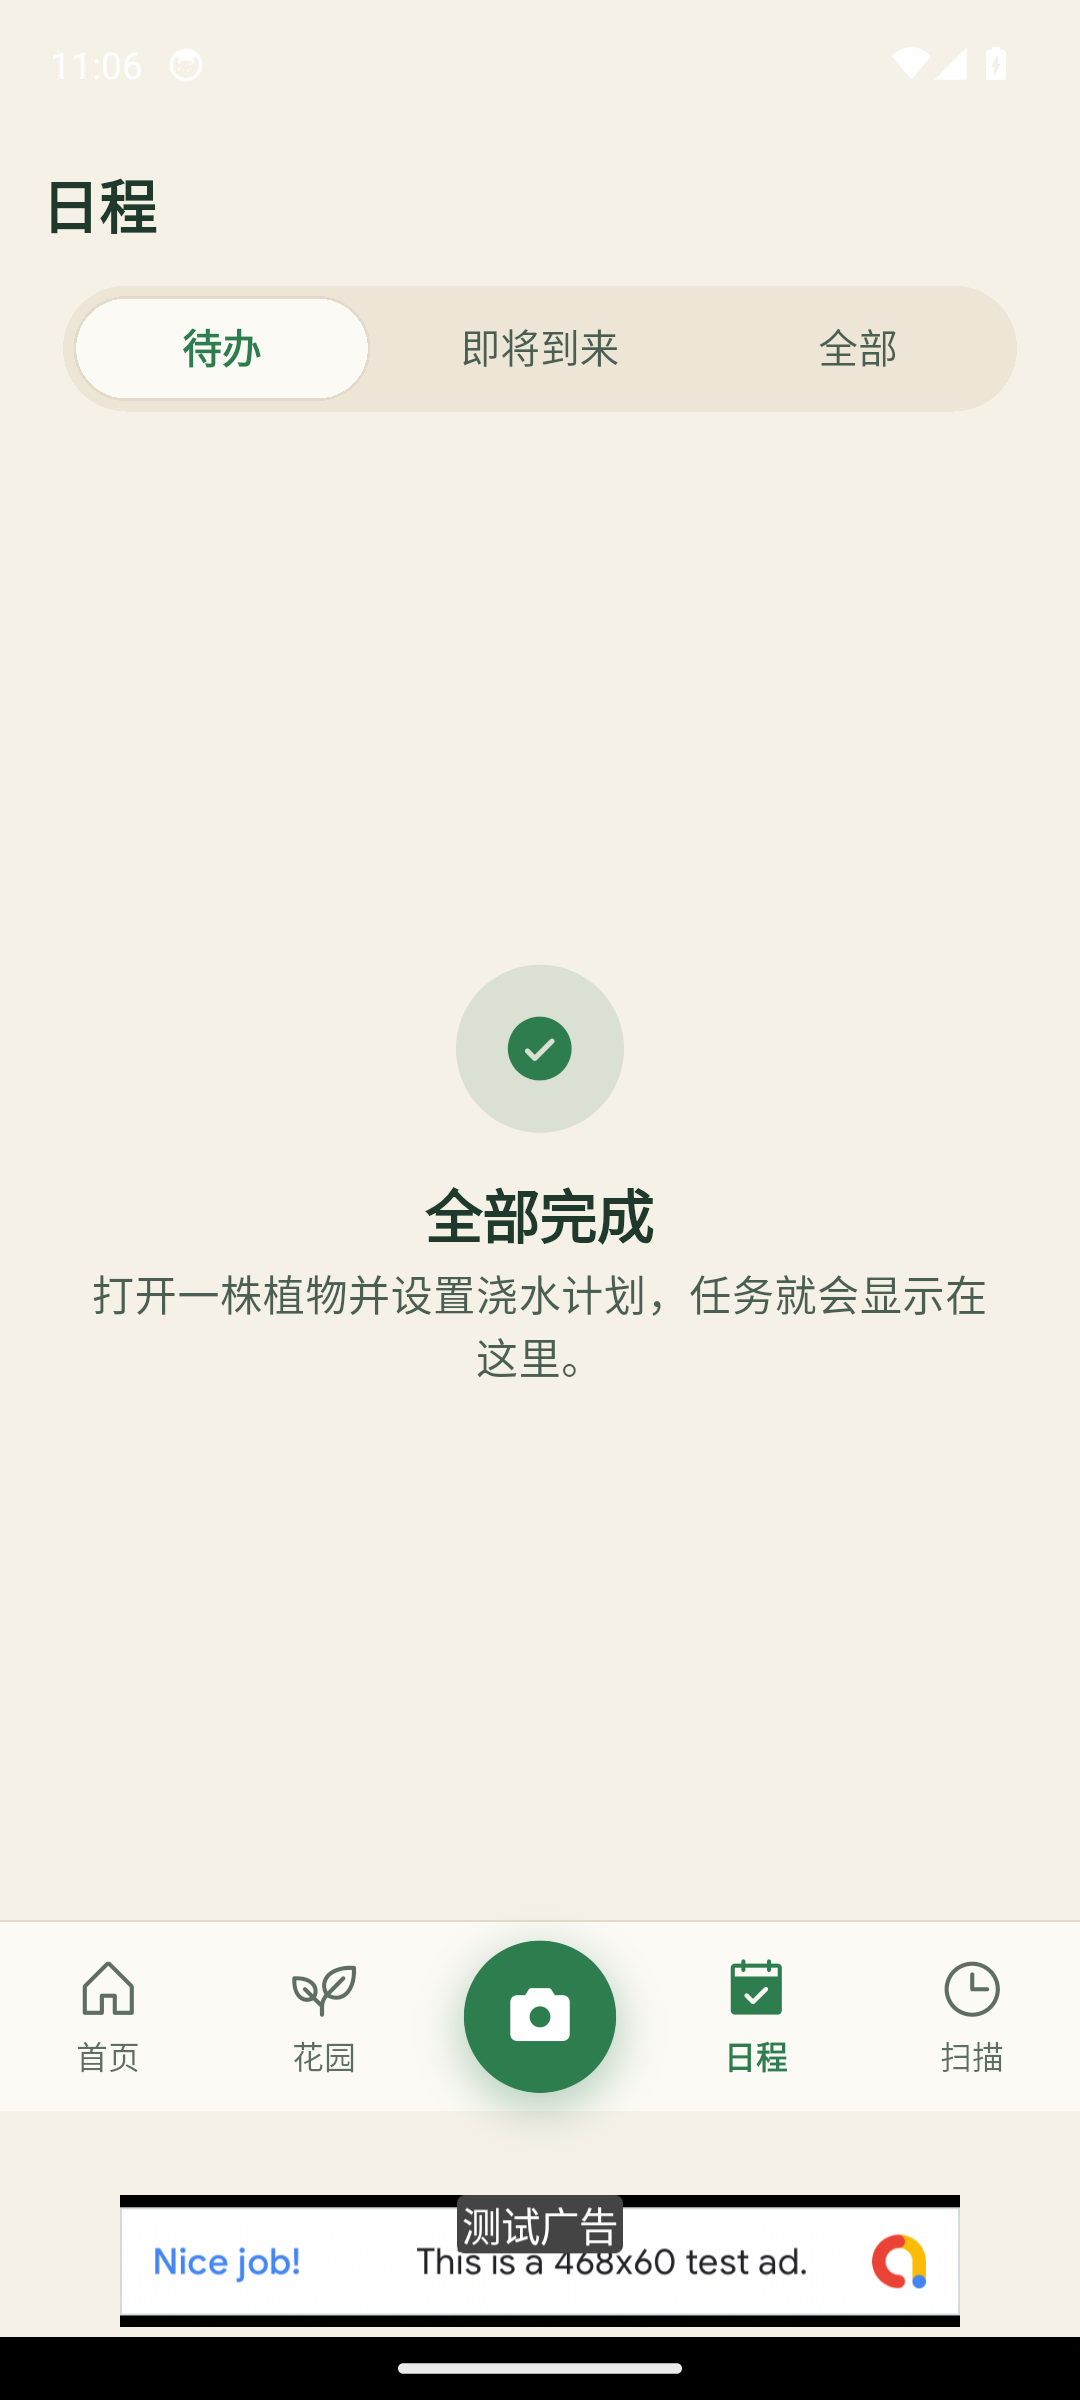 11:06
日程
待办
即将到来
全部
全部完成
打开一株植物并设置浇水计划，任务就会显示在
这里。
首页
花园
日程
扫描
测试广告
Nice job!
This is a 468x60 test ad.